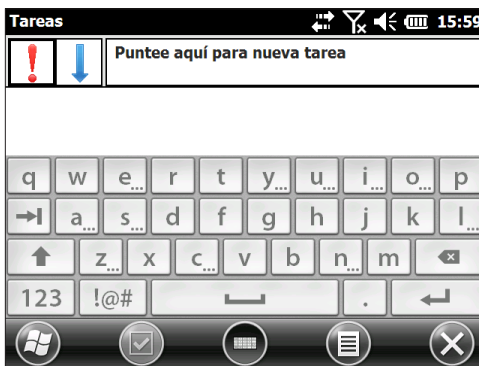 Tareas 15:59
Puntee aquí para nueva tarea
q w e... r t y... u... i... o... p
a... s... d f g h j k l...
z... x c... v b n... m
123 !@# .